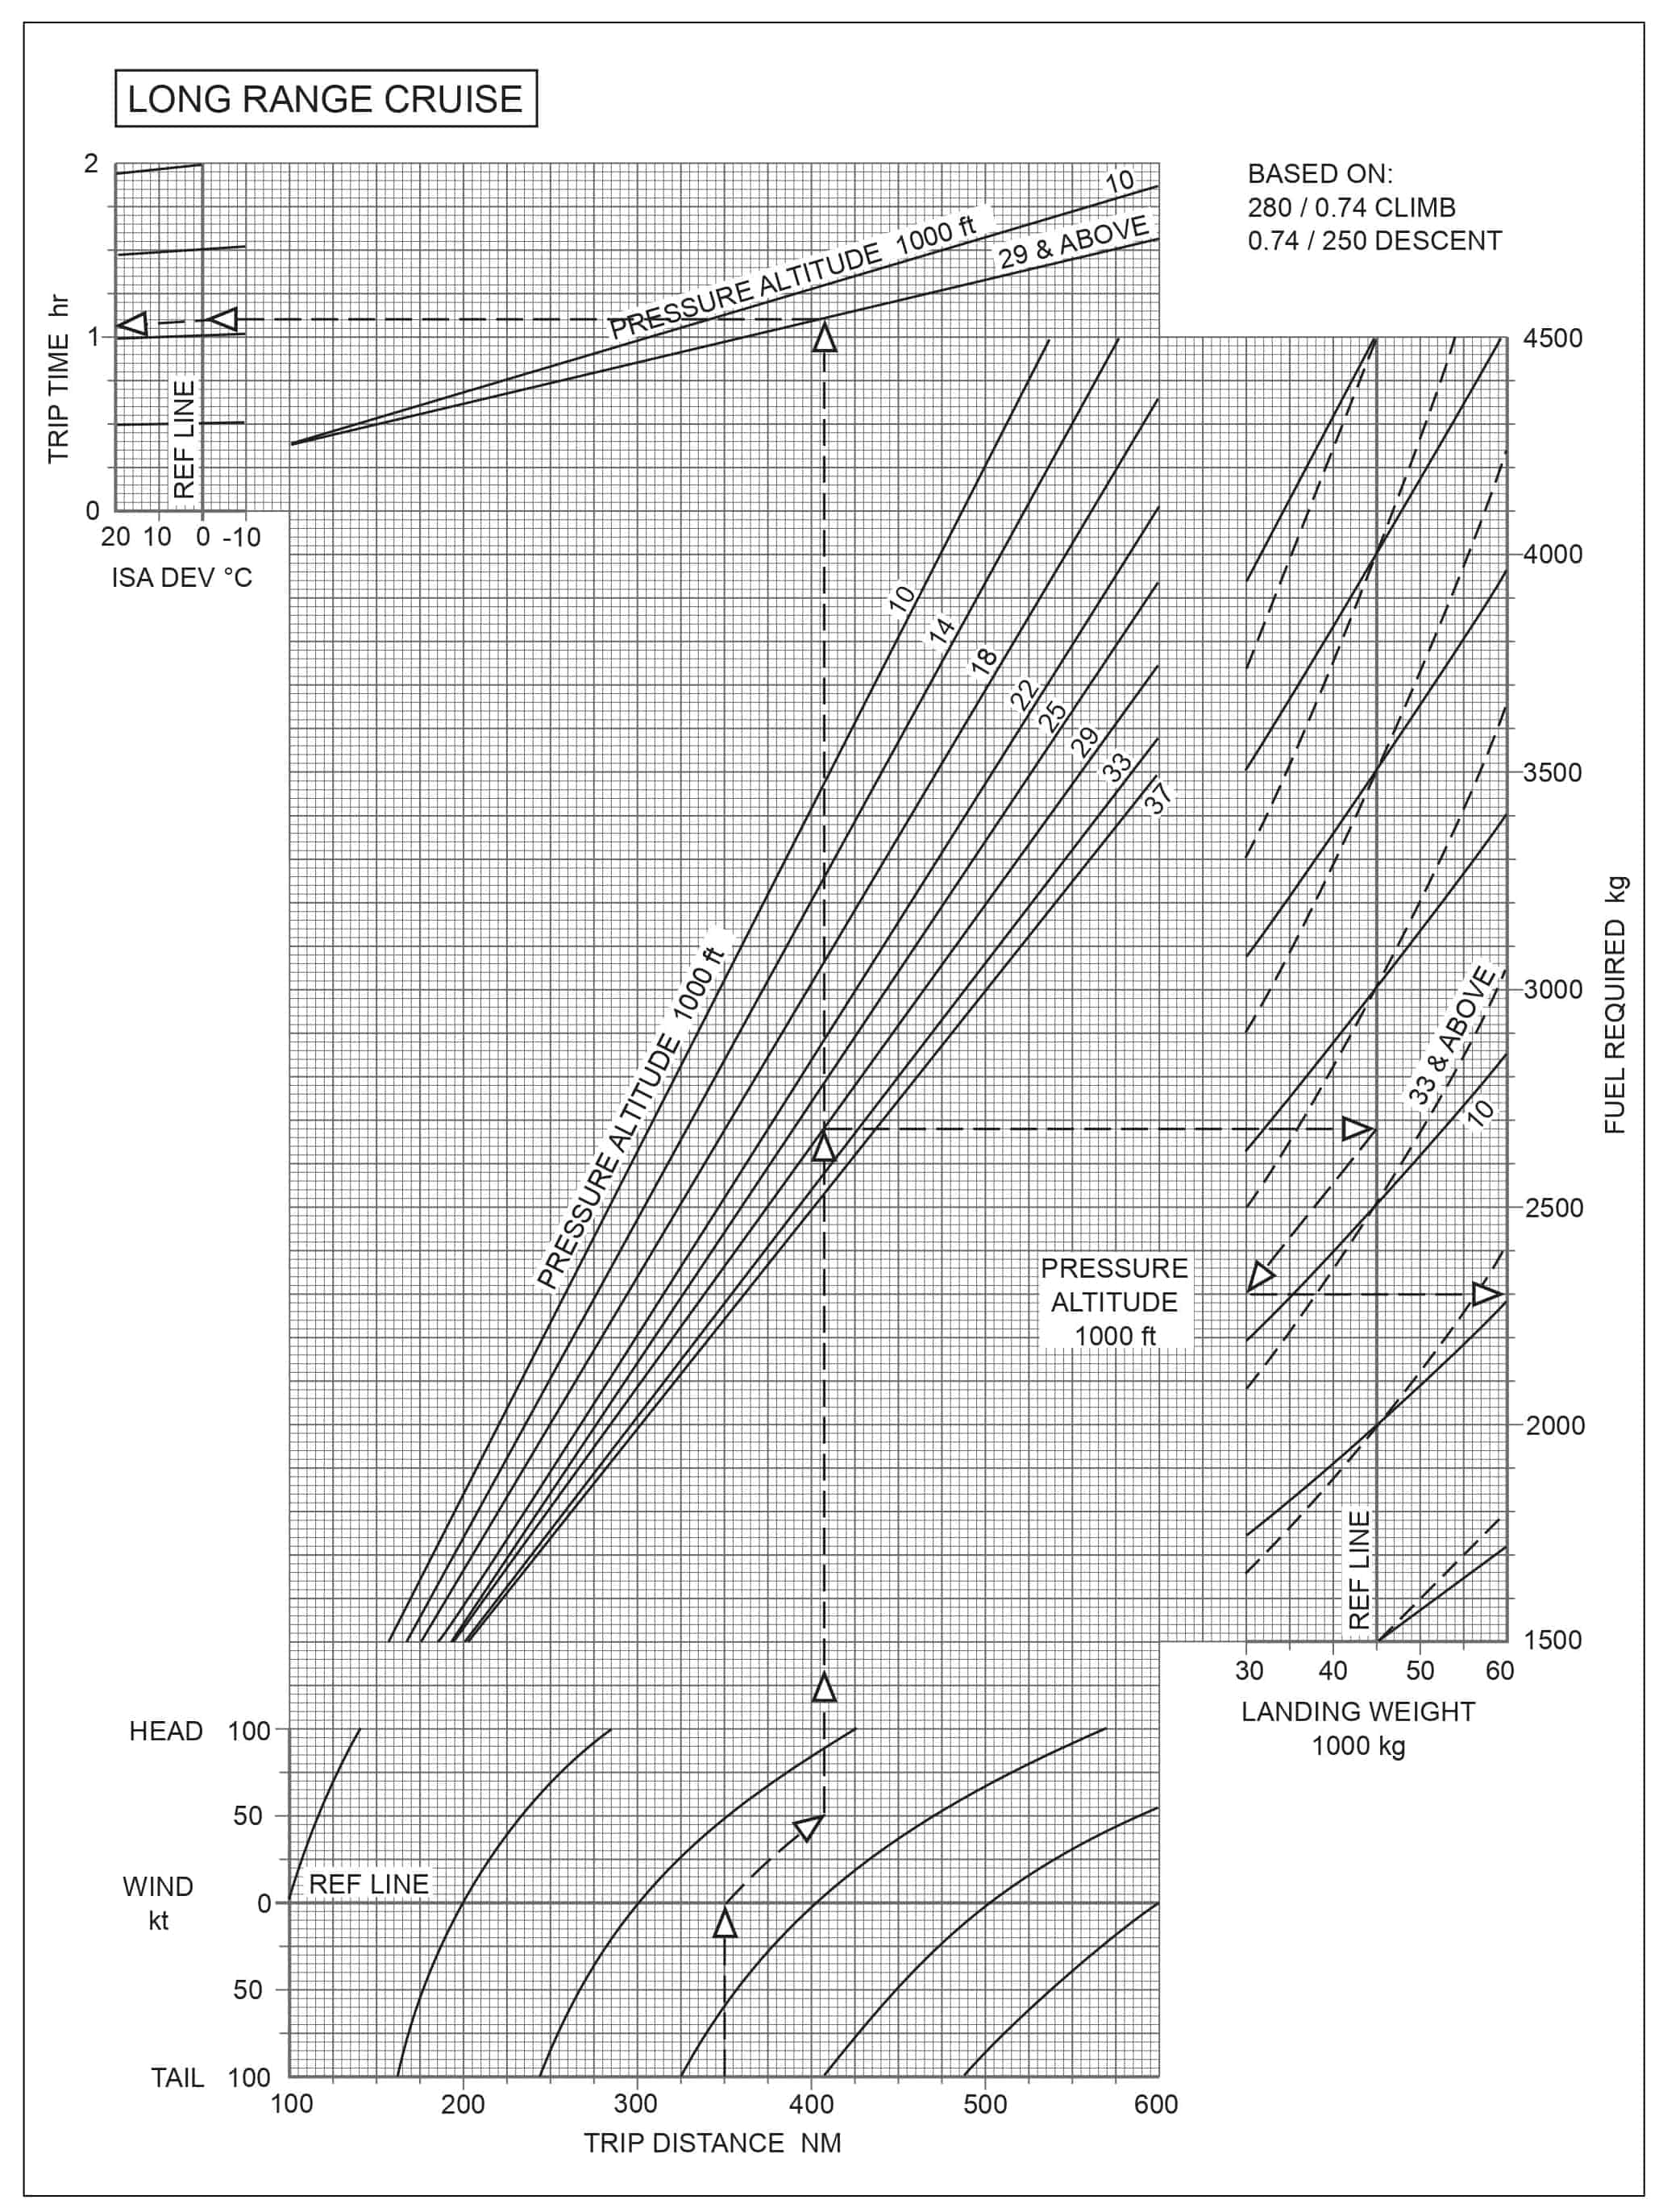 LONG RANGE CRUISE
BASED ON:
280 / 0.74 CLIMB
0.74 / 250 DESCENT
2
1
0
TRIP TIME hr
REF LINE
20 10 0 -10
ISA DEV °C
PRESSURE ALTITUDE 1000 ft
10
29 & ABOVE
10
14
18
22
25
29
33
37
PRESSURE ALTITUDE 1000 ft
4500
4000
3500
3000
2500
2000
1500
FUEL REQUIRED kg
33 & ABOVE
10
PRESSURE
ALTITUDE
1000 ft
REF LINE
30 40 50 60
LANDING WEIGHT
1000 kg
HEAD 100
50
WIND
kt
0
50
TAIL 100
REF LINE
100 200 300 400 500 600
TRIP DISTANCE NM